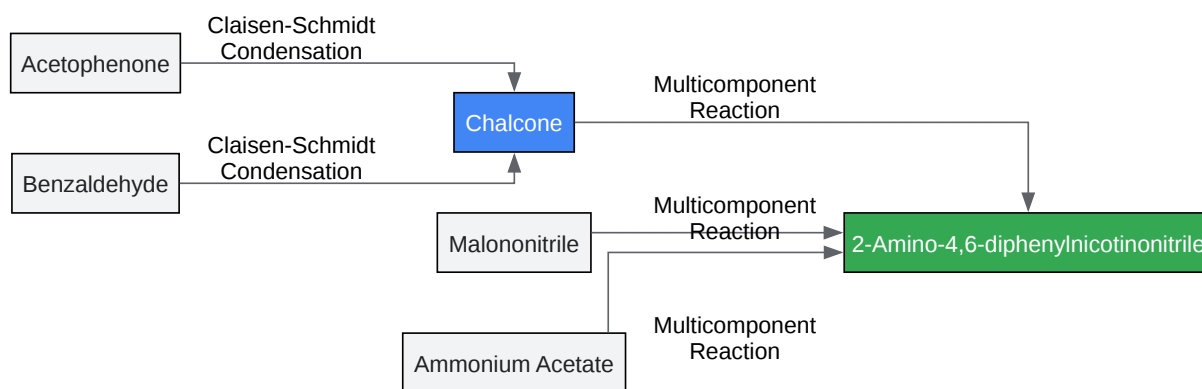 Claisen-Schmidt
Condensation
Acetophenone
Multicomponent
Reaction
Chalcone
Claisen-Schmidt
Condensation
Benzaldehyde
Multicomponent
Reaction
Malononitrile
2-Amino-4,6-diphenylnicotinonitrile
Multicomponent
Reaction
Ammonium Acetate